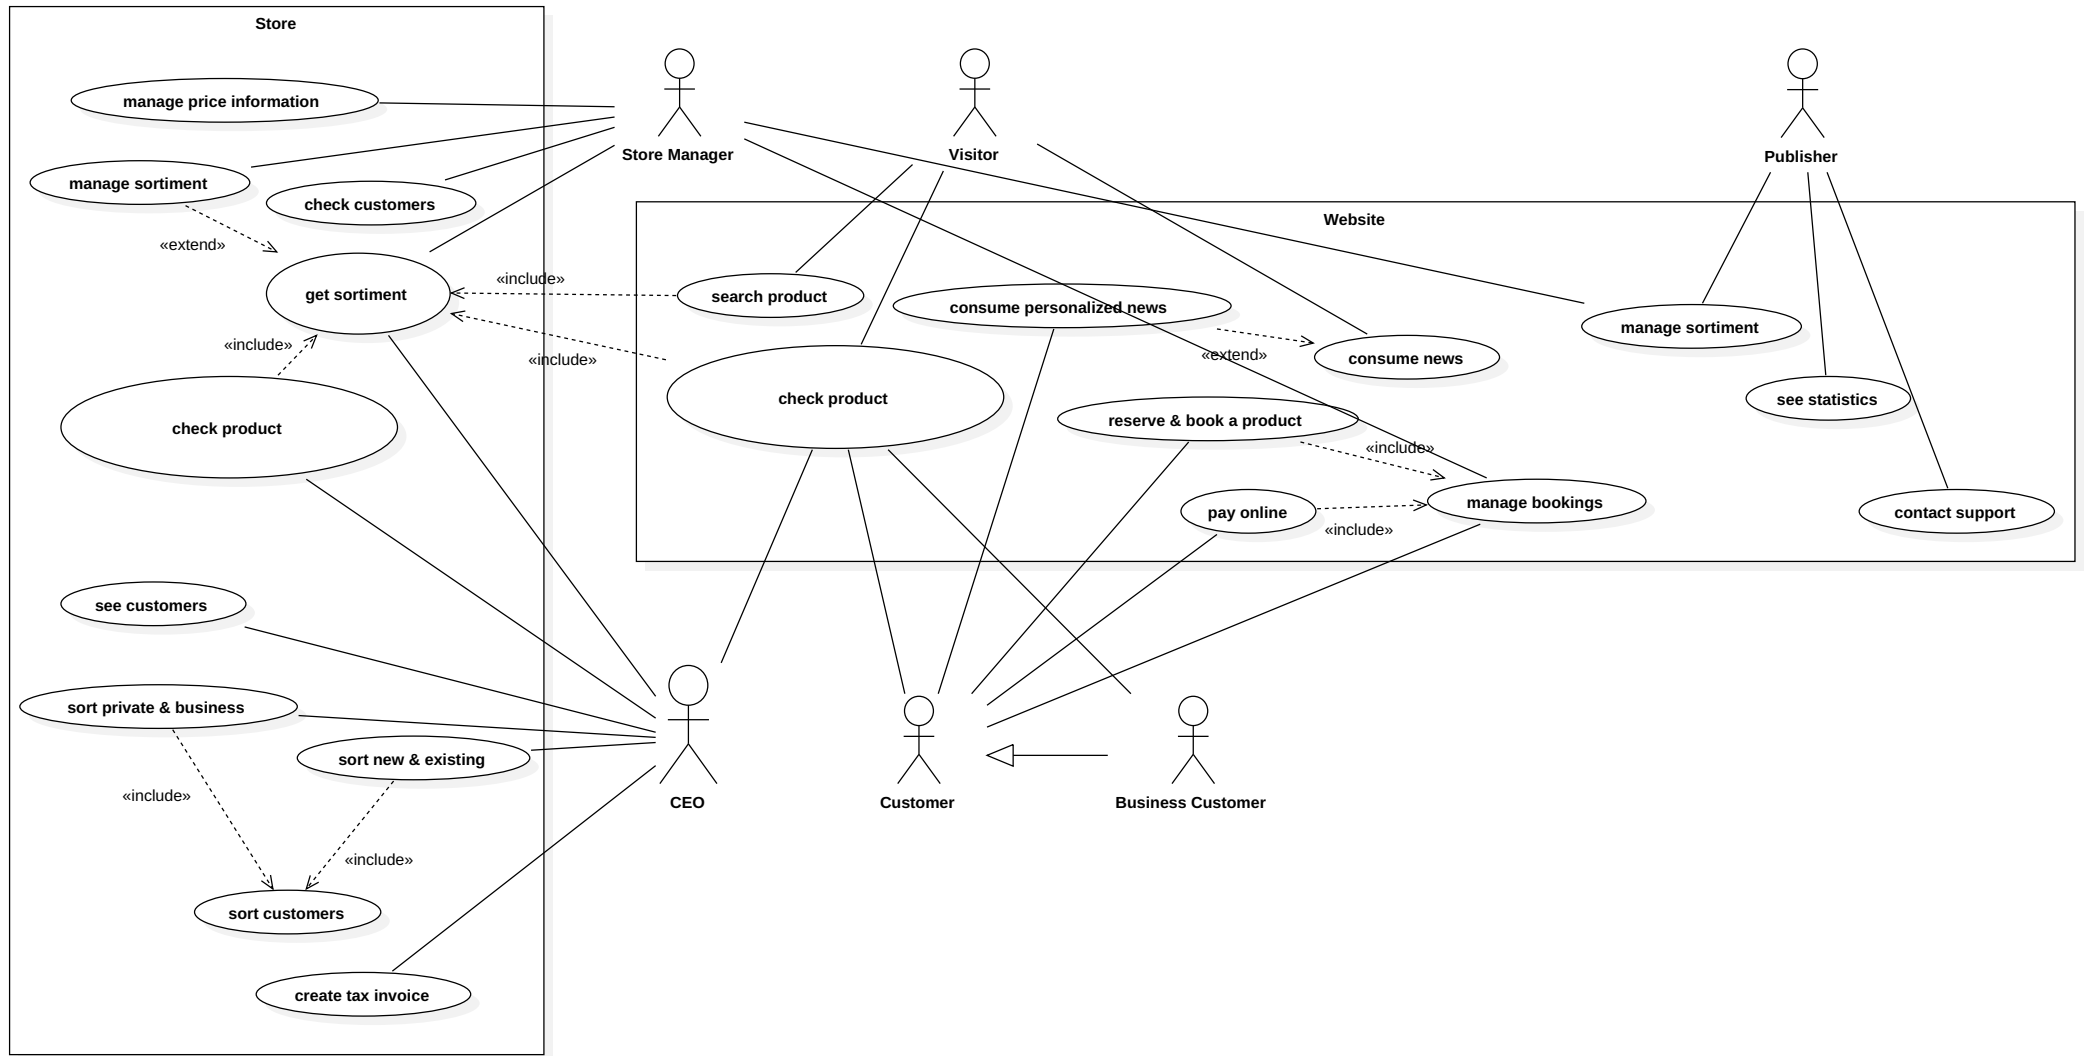 Store
manage price information
manage sortiment
check customers
«extend»
get sortiment
«include»
check product
see customers
sort private & business
sort new & existing
«include»
«include»
sort customers
create tax invoice
Store Manager
Visitor
Publisher
Website
«include»
search product
consume personalized news
manage sortiment
«include»
«extend»
consume news
check product
see statistics
reserve & book a product
«include»
manage bookings
pay online
«include»
contact support
CEO
Customer
Business Customer